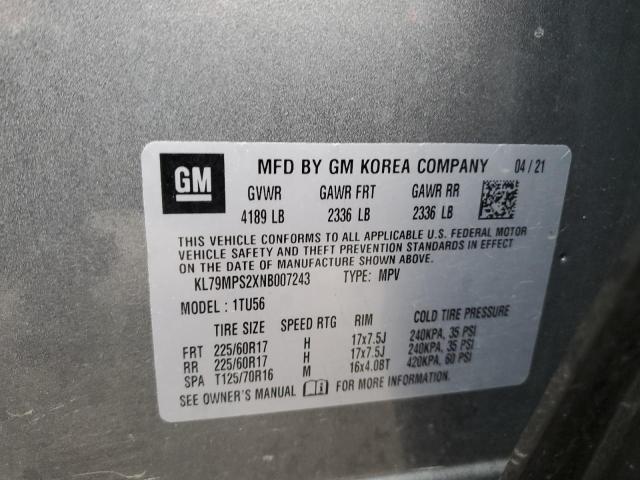 GM MFD BY GM KOREA COMPANY 04/21
GVWR GAWR FRT GAWR RR
4189 LB 2336 LB 2336 LB
THIS VEHICLE CONFORMS TO ALL APPLICABLE U.S. FEDERAL MOTOR
VEHICLE SAFETY AND THEFT PREVENTION STANDARDS IN EFFECT
ON THE DATE OF MANUFACTURE SHOWN ABOVE.
KL79MPS2XNB007243 TYPE: MPV
MODEL: 1TU56
TIRE SIZE SPEED RTG RIM COLD TIRE PRESSURE
FRT 225/60R17 H 17x7.5J 240KPA, 35 PSI
RR 225/60R17 H 17x7.5J 240KPA, 35 PSI
SPA T125/70R16 M 16x4.0BT 420KPA, 60 PSI
SEE OWNER'S MANUAL FOR MORE INFORMATION.